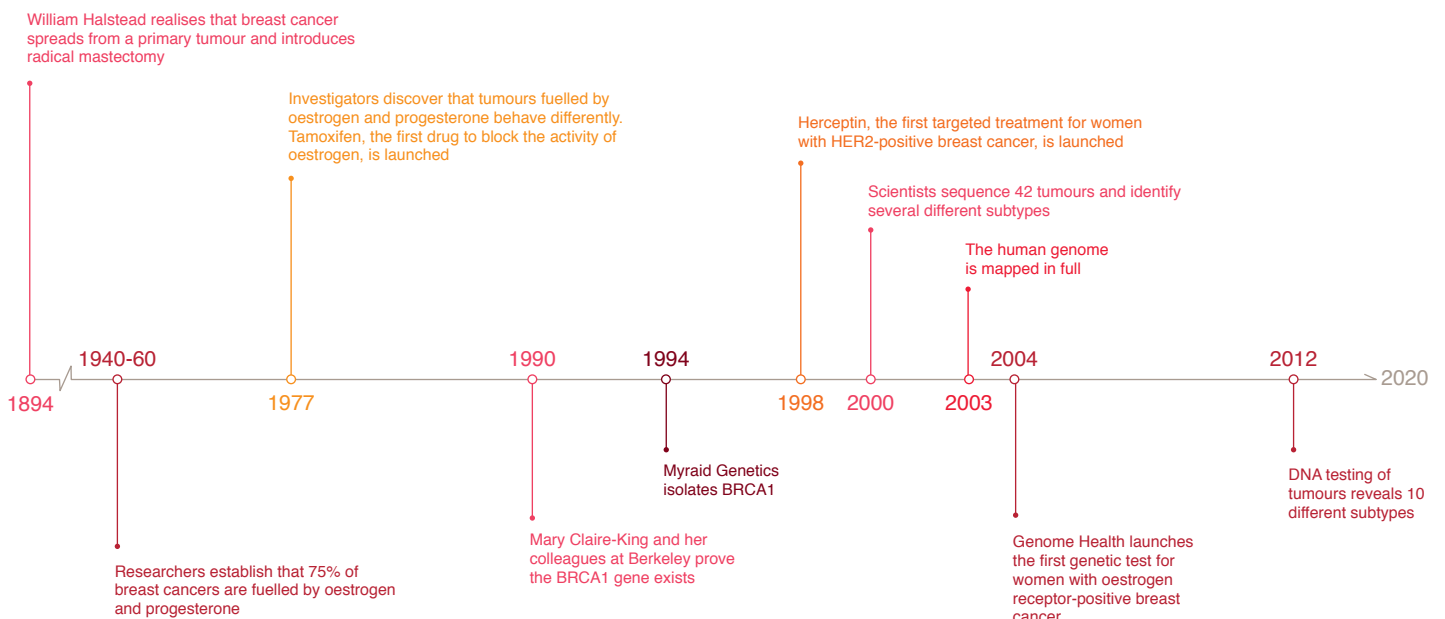 William Halstead realises that breast cancer
spreads from a primary tumour and introduces
radical mastectomy
Investigators discover that tumours fuelled by
oestrogen and progesterone behave differently.
Tamoxifen, the first drug to block the activity of
oestrogen, is launched
Herceptin, the first targeted treatment for women
with HER2-positive breast cancer, is launched
Scientists sequence 42 tumours and identify
several different subtypes
The human genome
is mapped in full
1894
1940-60
1977
1990
1994
1998
2000
2003
2004
2012
2020
Researchers establish that 75% of
breast cancers are fuelled by oestrogen
and progesterone
Mary Claire-King and her
colleagues at Berkeley prove
the BRCA1 gene exists
Myraid Genetics
isolates BRCA1
Genome Health launches
the first genetic test for
women with oestrogen
receptor-positive breast
cancer
DNA testing of
tumours reveals 10
different subtypes